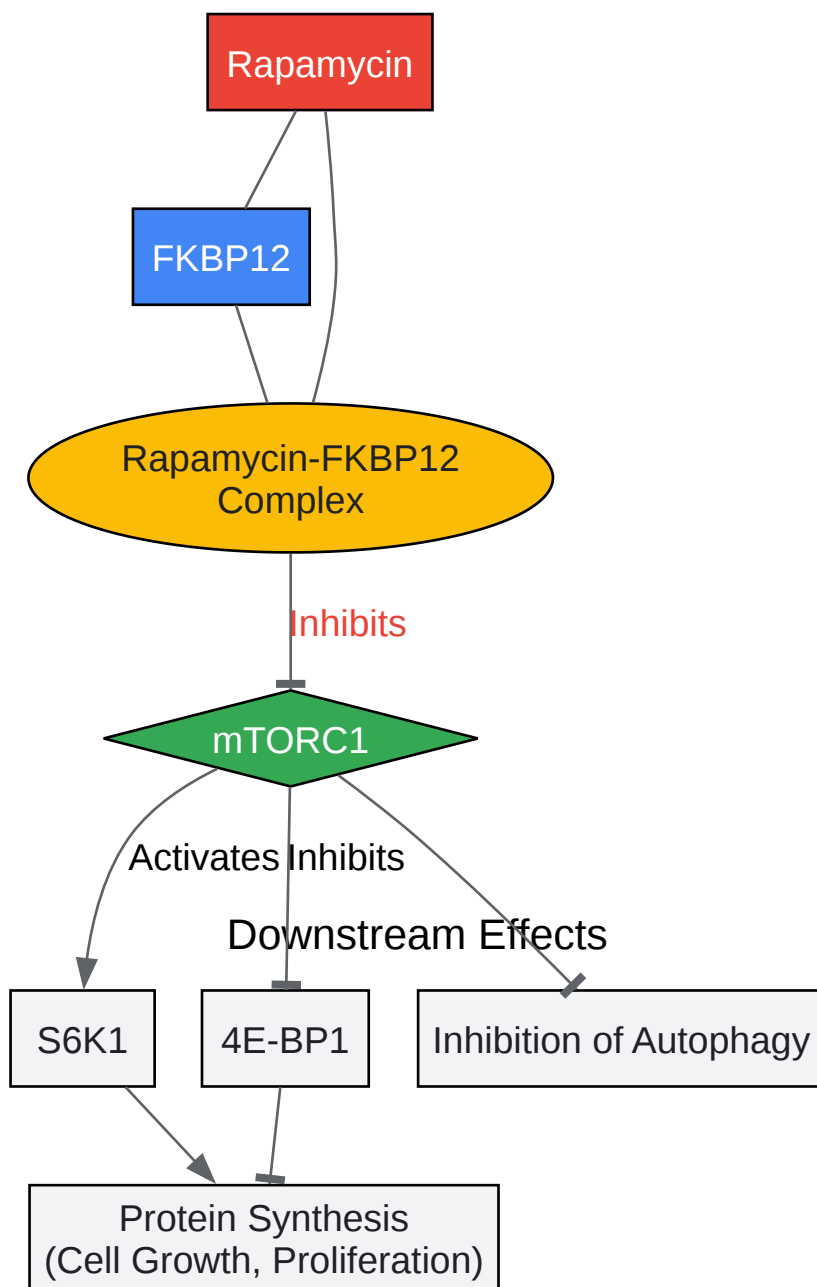 Rapamycin
FKBP12
Rapamycin-FKBP12
Complex
Inhibits
mTORC1
Activates
Inhibits
Downstream Effects
S6K1
4E-BP1
Inhibition of Autophagy
Protein Synthesis
(Cell Growth, Proliferation)